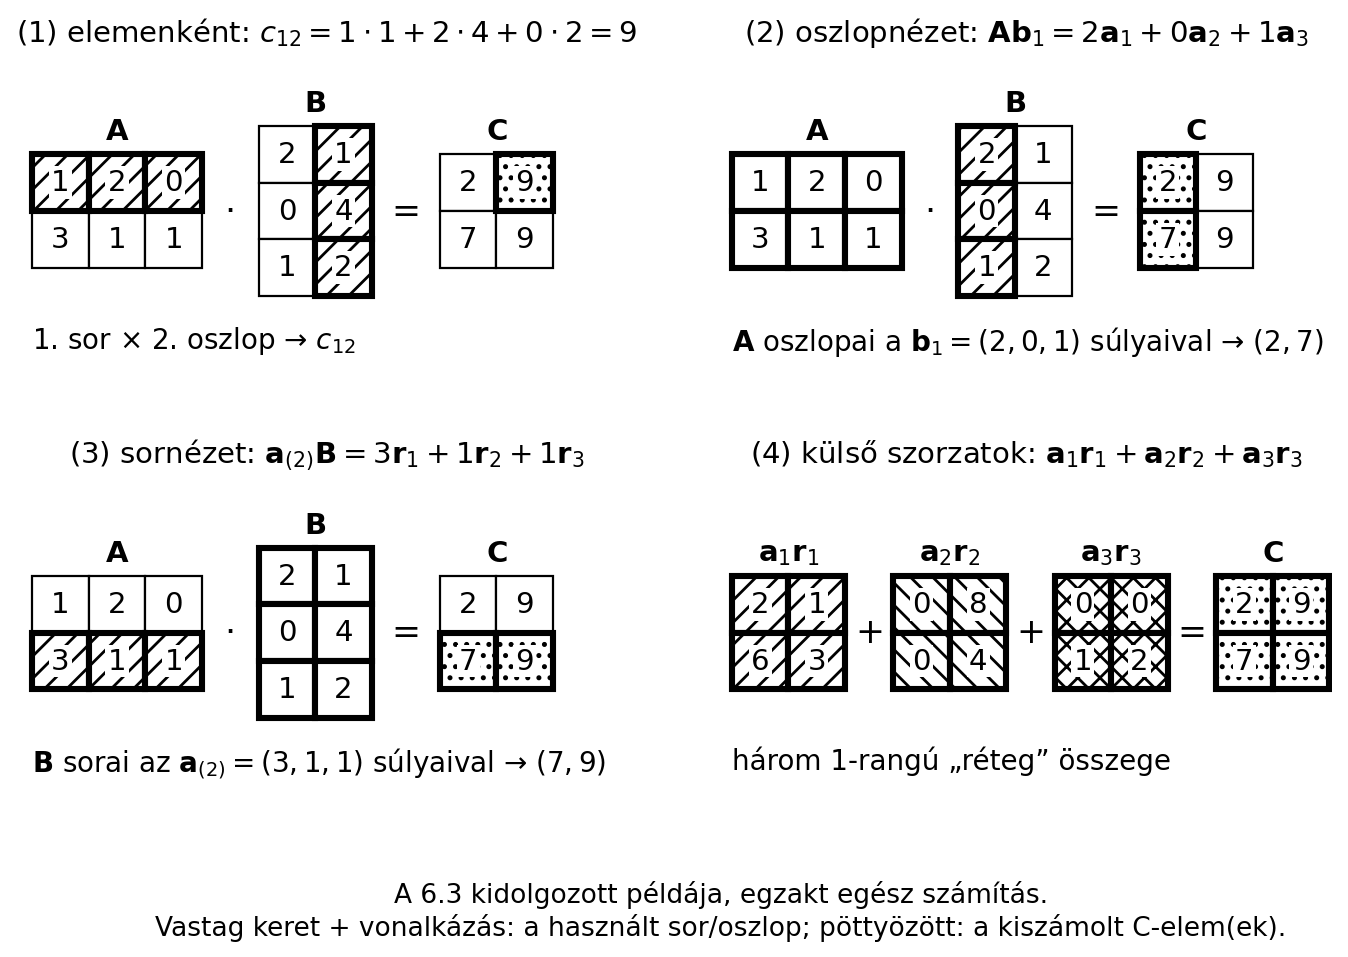 (1) elemenként: c₁₂ = 1 · 1 + 2 · 4 + 0 · 2 = 9
A
B
C
1 2 0
3 1 1
·
2 1
0 4
1 2
=
2 9
7 9
1. sor × 2. oszlop → c₁₂
(2) oszlopnézet: Ab₁ = 2a₁ + 0a₂ + 1a₃
A
B
C
1 2 0
3 1 1
·
2 1
0 4
1 2
=
2 9
7 9
A oszlopai a b₁ = (2, 0, 1) súlyaival → (2, 7)
(3) sornézet: a₍₂₎B = 3r₁ + 1r₂ + 1r₃
A
B
C
1 2 0
3 1 1
·
2 1
0 4
1 2
=
2 9
7 9
B sorai az a₍₂₎ = (3, 1, 1) súlyaival → (7, 9)
(4) külső szorzatok: a₁r₁ + a₂r₂ + a₃r₃
a₁r₁
a₂r₂
a₃r₃
C
2 1
6 3
+
0 8
0 4
+
0 0
1 2
=
2 9
7 9
három 1-rangú „réteg” összege
A 6.3 kidolgozott példája, egzakt egész számítás.
Vastag keret + vonalkázás: a használt sor/oszlop; pöttyözött: a kiszámolt C-elem(ek).